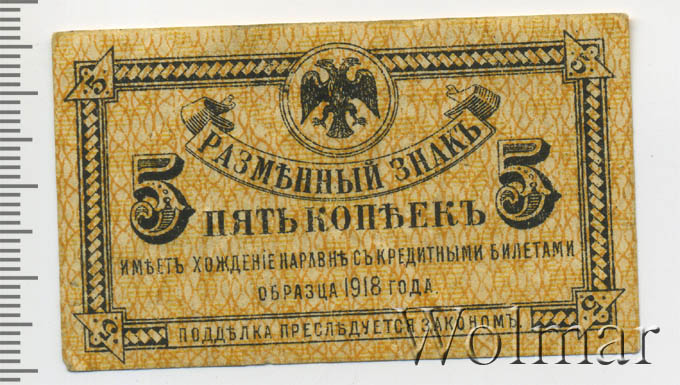 РАЗМѢННЫЙ ЗНАКЪ
5 ПЯТЬ КОПѢЕКЪ 5
ИМѢЕТЪ ХОЖДЕНІЕ НАРАВНѢ СЪ КРЕДИТНЫМИ БИЛЕТАМИ
ОБРАЗЦА 1918 ГОДА.
ПОДДѢЛКА ПРЕСЛѢДУЕТСЯ ЗАКОНОМЪ.
Wolmar